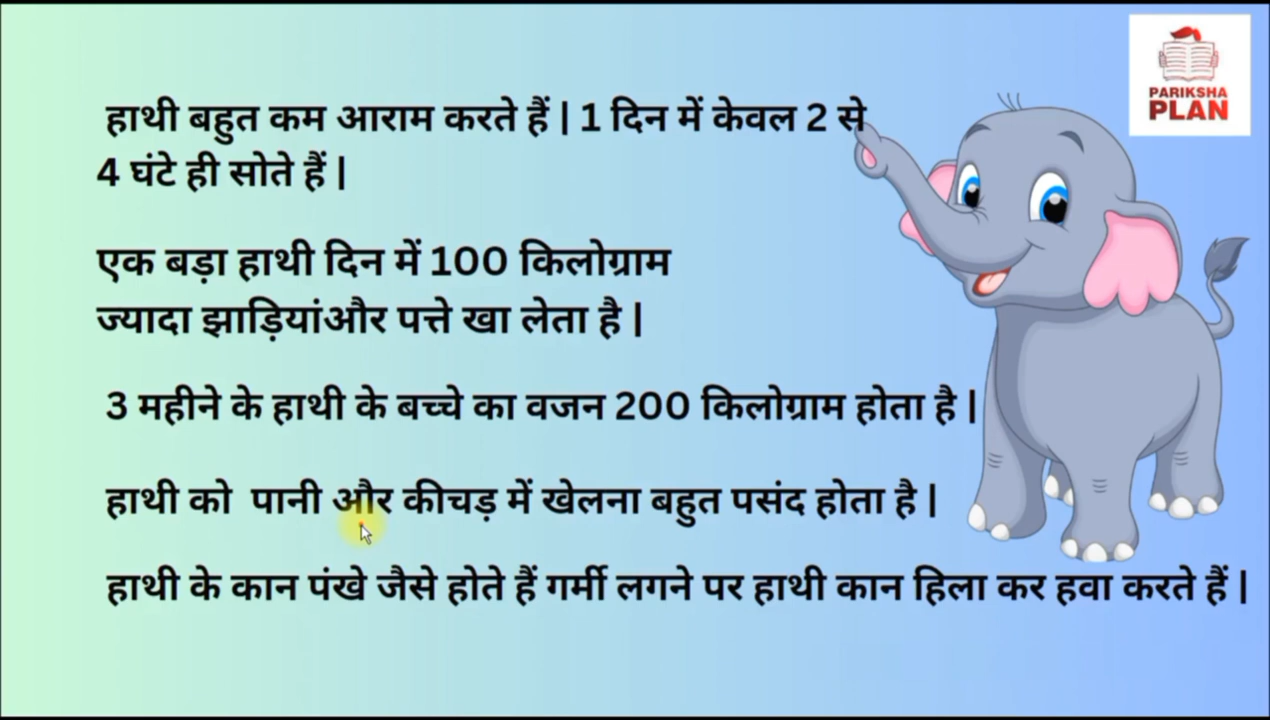 PARIKSHA
PLAN
हाथी बहुत कम आराम करते हैं | 1 दिन में केवल 2 से
4 घंटे ही सोते हैं |
एक बड़ा हाथी दिन में 100 किलोग्राम
ज्यादा झाड़ियांऔर पत्ते खा लेता है |
3 महीने के हाथी के बच्चे का वजन 200 किलोग्राम होता है |
हाथी को पानी और कीचड़ में खेलना बहुत पसंद होता है |
हाथी के कान पंखे जैसे होते हैं गर्मी लगने पर हाथी कान हिला कर हवा करते हैं |